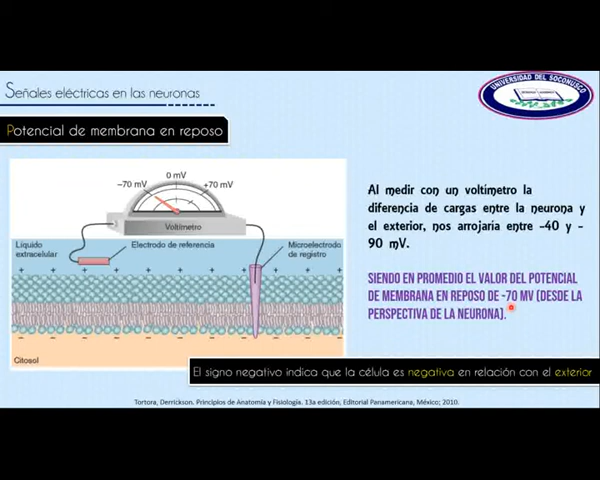 Señales eléctricas en las neuronas
UNIVERSIDAD DEL SOCONUSCO
Potencial de membrana en reposo
0 mV
-70 mV
+70 mV
Voltímetro
Líquido
extracelular
Electrodo de referencia
Microelectrodo
de registro
Citosol
Al medir con un voltímetro la
diferencia de cargas entre la neurona y
el exterior, nos arrojaría entre -40 y -
90 mV.
SIENDO EN PROMEDIO EL VALOR DEL POTENCIAL
DE MEMBRANA EN REPOSO DE -70 MV (DESDE LA
PERSPECTIVA DE LA NEURONA).
El signo negativo indica que la célula es negativa en relación con el exterior
Tortora, Derrickson. Principios de Anatomía y Fisiología. 13a edición, Editorial Panamericana, México; 2010.